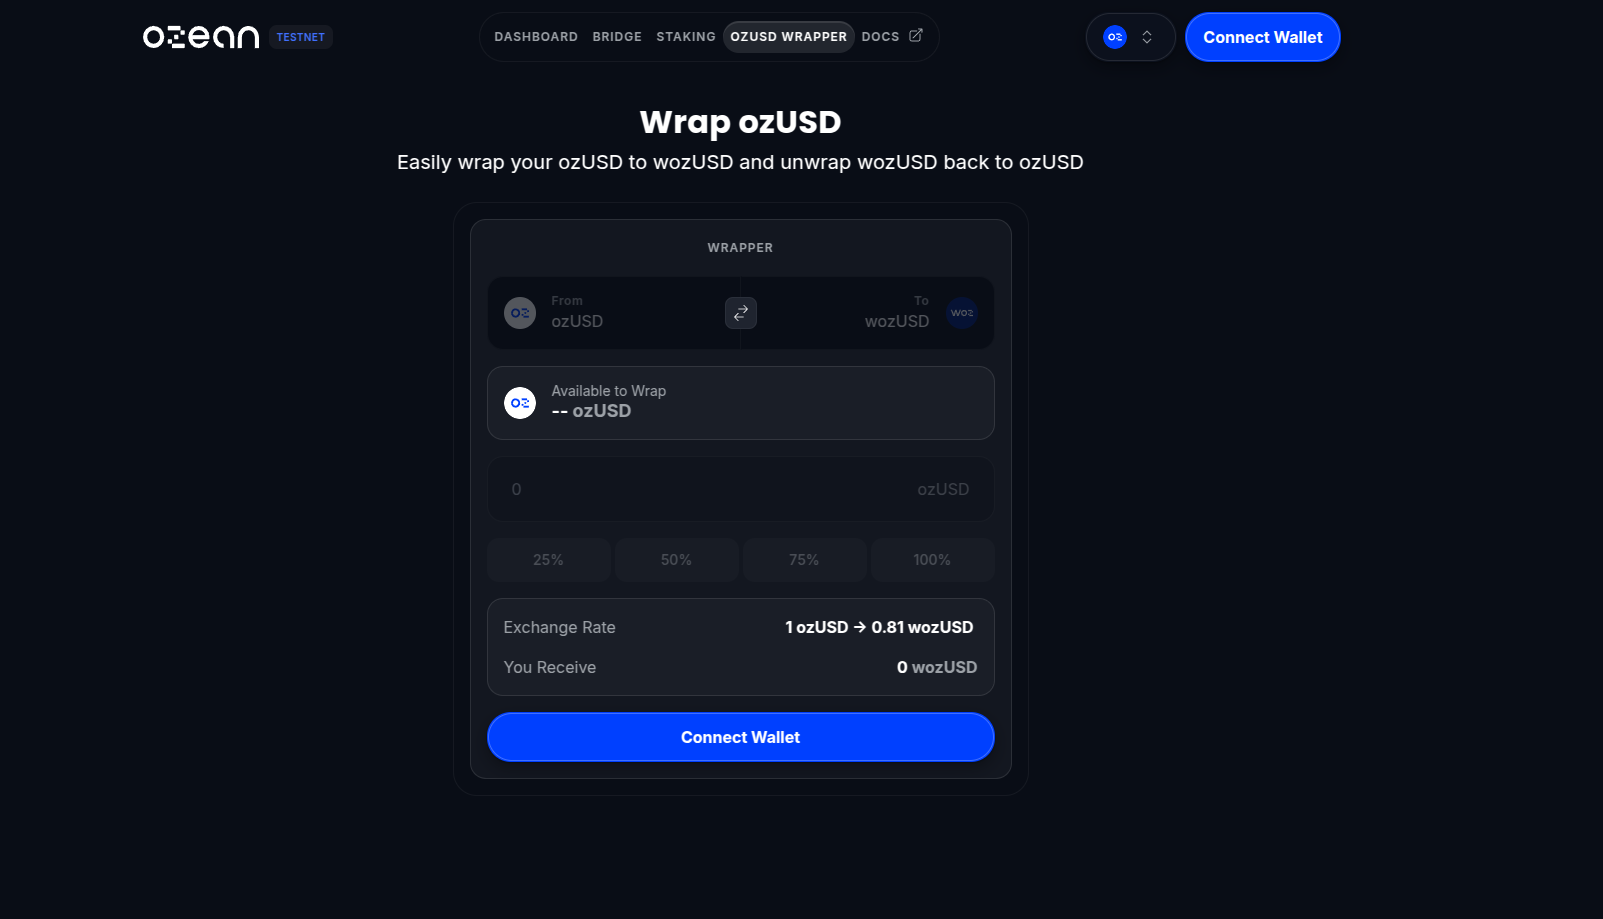 ozean TESTNET
DASHBOARD BRIDGE STAKING OZUSD WRAPPER DOCS
Connect Wallet
Wrap ozUSD
Easily wrap your ozUSD to wozUSD and unwrap wozUSD back to ozUSD
WRAPPER
From
ozUSD
To
wozUSD
WOZ
Available to Wrap
-- ozUSD
0 ozUSD
25% 50% 75% 100%
Exchange Rate 1 ozUSD → 0.81 wozUSD
You Receive 0 wozUSD
Connect Wallet